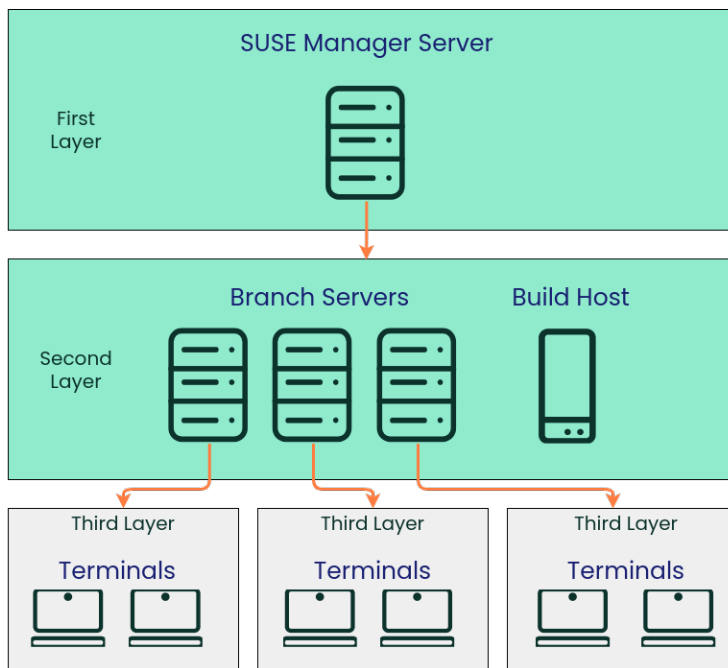 SUSE Manager Server
First
Layer
Branch Servers
Build Host
Second
Layer
Third Layer
Terminals
Third Layer
Terminals
Third Layer
Terminals